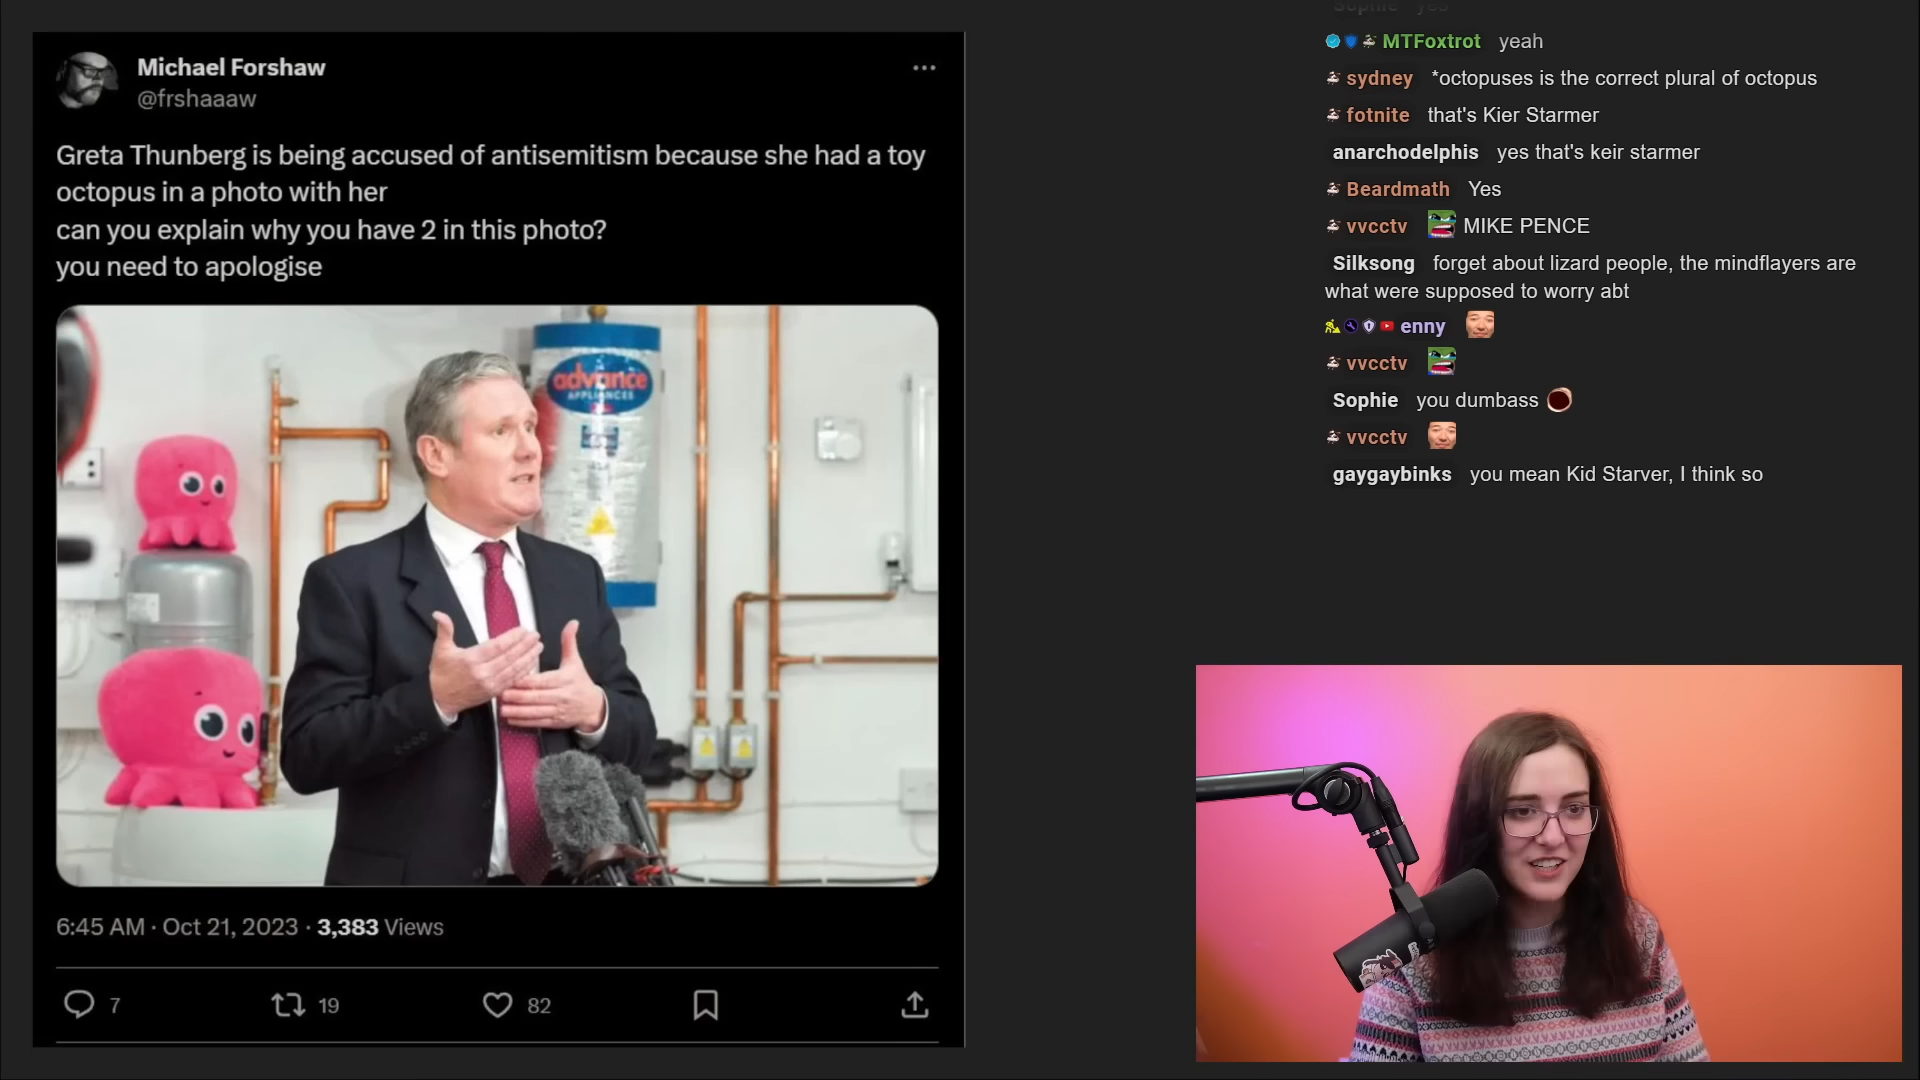 Michael Forshaw
@frshaaaw
Greta Thunberg is being accused of antisemitism because she had a toy
octopus in a photo with her
can you explain why you have 2 in this photo?
you need to apologise
advance
APPLIANCES
6:45 AM · Oct 21, 2023 · 3,383 Views
7
19
82
Sophie yes
MTFoxtrot yeah
sydney *octopuses is the correct plural of octopus
fotnite that's Kier Starmer
anarchodelphis yes that's keir starmer
Beardmath Yes
vvcctv MIKE PENCE
Silksong forget about lizard people, the mindflayers are
what were supposed to worry abt
enny
vvcctv
Sophie you dumbass
vvcctv
gaygaybinks you mean Kid Starver, I think so